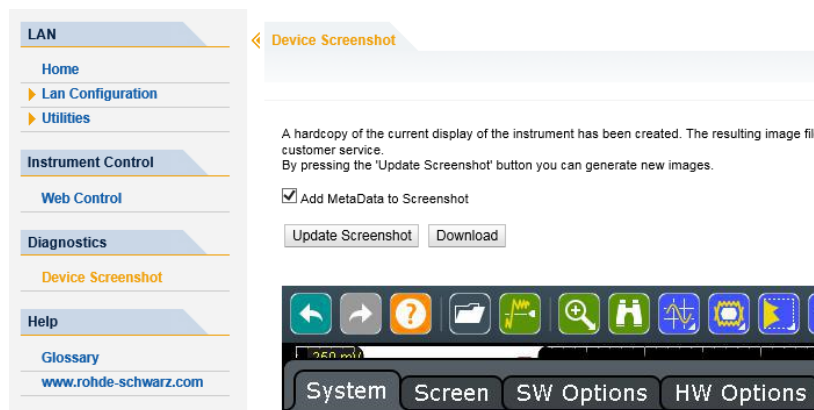 LAN
Home
Lan Configuration
Utilities
Instrument Control
Web Control
Diagnostics
Device Screenshot
Help
Glossary
www.rohde-schwarz.com
Device Screenshot
A hardcopy of the current display of the instrument has been created. The resulting image fil
customer service.
By pressing the 'Update Screenshot' button you can generate new images.
Add MetaData to Screenshot
Update Screenshot Download
System Screen SW Options HW Options